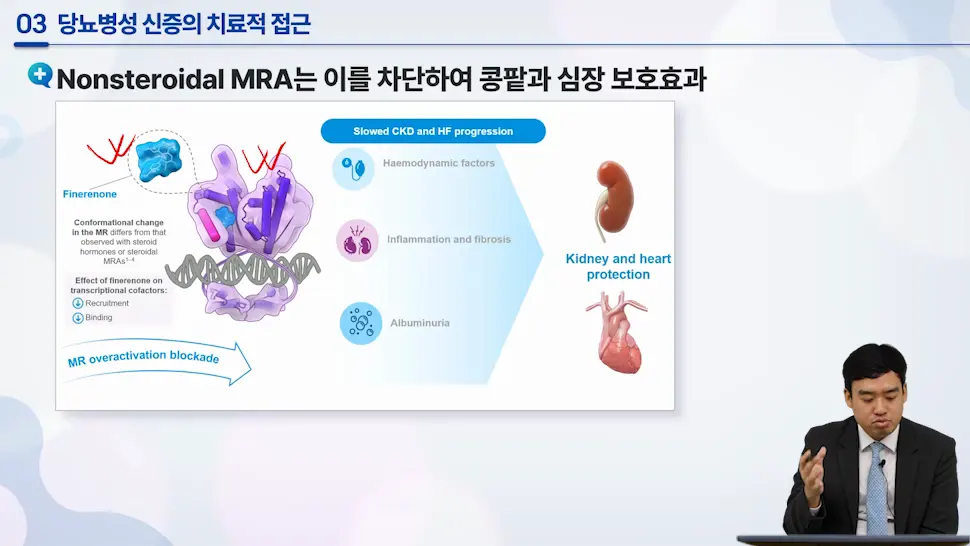 03 당뇨병성 신증의 치료적 접근
Nonsteroidal MRA는 이를 차단하여 콩팥과 심장 보호효과
Finerenone
Conformational change
in the MR differs from that
observed with steroid
hormones or steroidal
MRAs¹⁻⁴
Effect of finerenone on
transcriptional cofactors:
Recruitment
Binding
MR overactivation blockade
Slowed CKD and HF progression
Haemodynamic factors
Inflammation and fibrosis
Albuminuria
Kidney and heart
protection